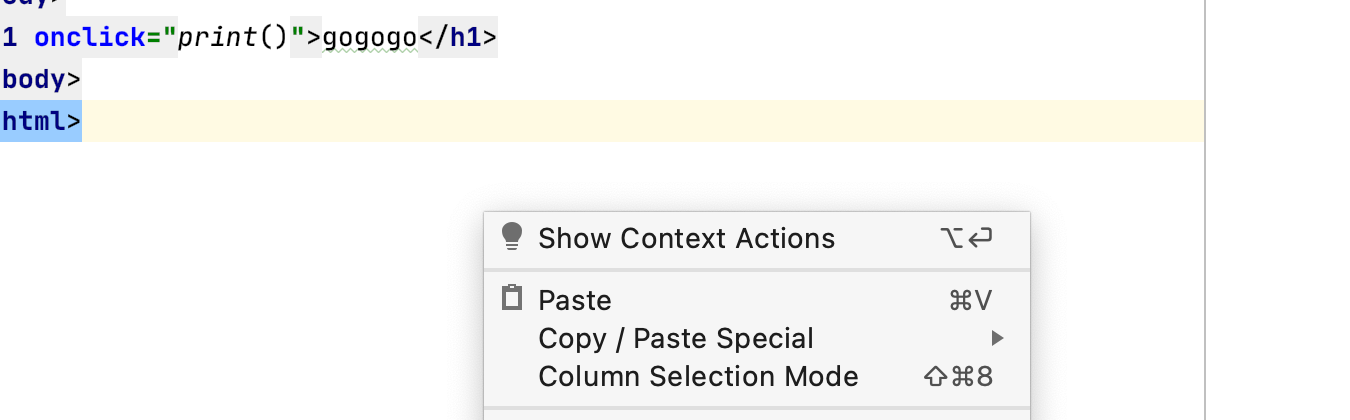 ody>
1 onclick="print()">gogogo</h1>
body>
html>
Show Context Actions ⌥⏎
Paste ⌘V
Copy / Paste Special ▶
Column Selection Mode ⇧⌘8